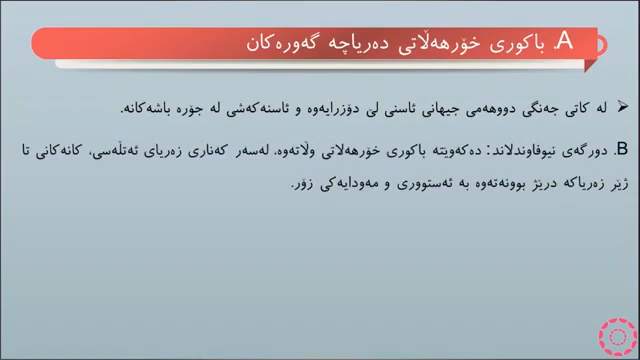 A. باکوری خۆرهەڵاتی دەریاچە گەورەکان
لە کاتی جەنگی دووهەمی جیهانی ئاسنی لێ دۆزرایەوە و ئاسنەکەشی لە جۆرە باشەکانە.
B. دورگەی نیوفاوندلاند: دەکەوێتە باکوری خۆرهەڵاتی وڵاتەوە، لەسەر کەناری زەریای ئەتڵەسی، کانەکانی تا
ژێر زەریاکە درێژ بوونەتەوە بە ئەستووری و مەودایەکی زۆر.